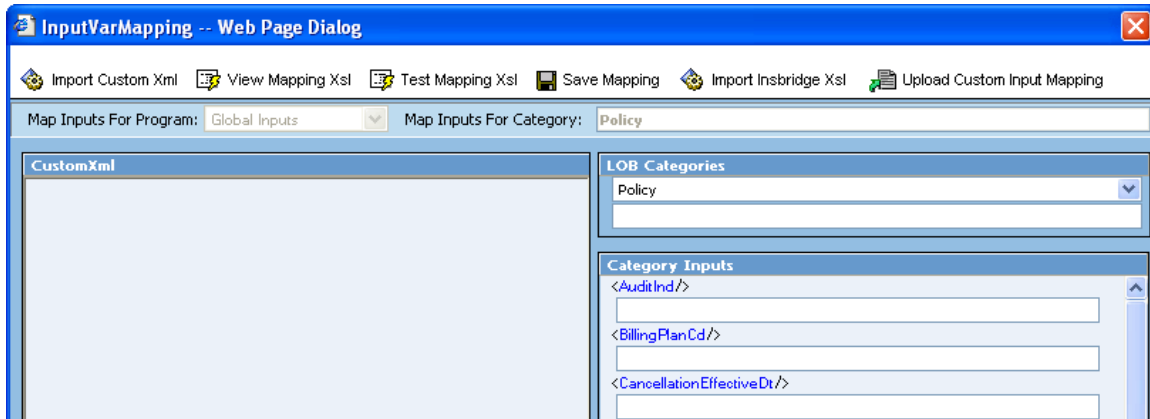 InputVarMapping -- Web Page Dialog
Import Custom Xml View Mapping Xsl Test Mapping Xsl Save Mapping Import Insbridge Xsl Upload Custom Input Mapping
Map Inputs For Program: Global Inputs Map Inputs For Category: Policy
CustomXml
LOB Categories
Policy
Category Inputs
<AuditInd/>
<BillingPlanCd/>
<CancellationEffectiveDt/>